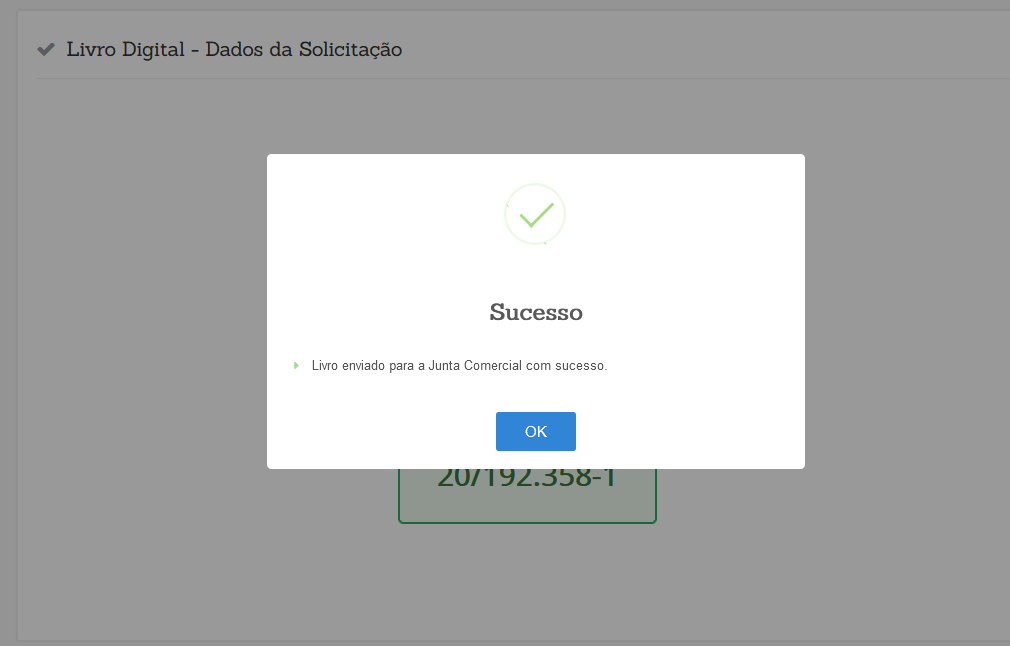 Livro Digital - Dados da Solicitação
Sucesso
Livro enviado para a Junta Comercial com sucesso.
OK
20/192.358-1